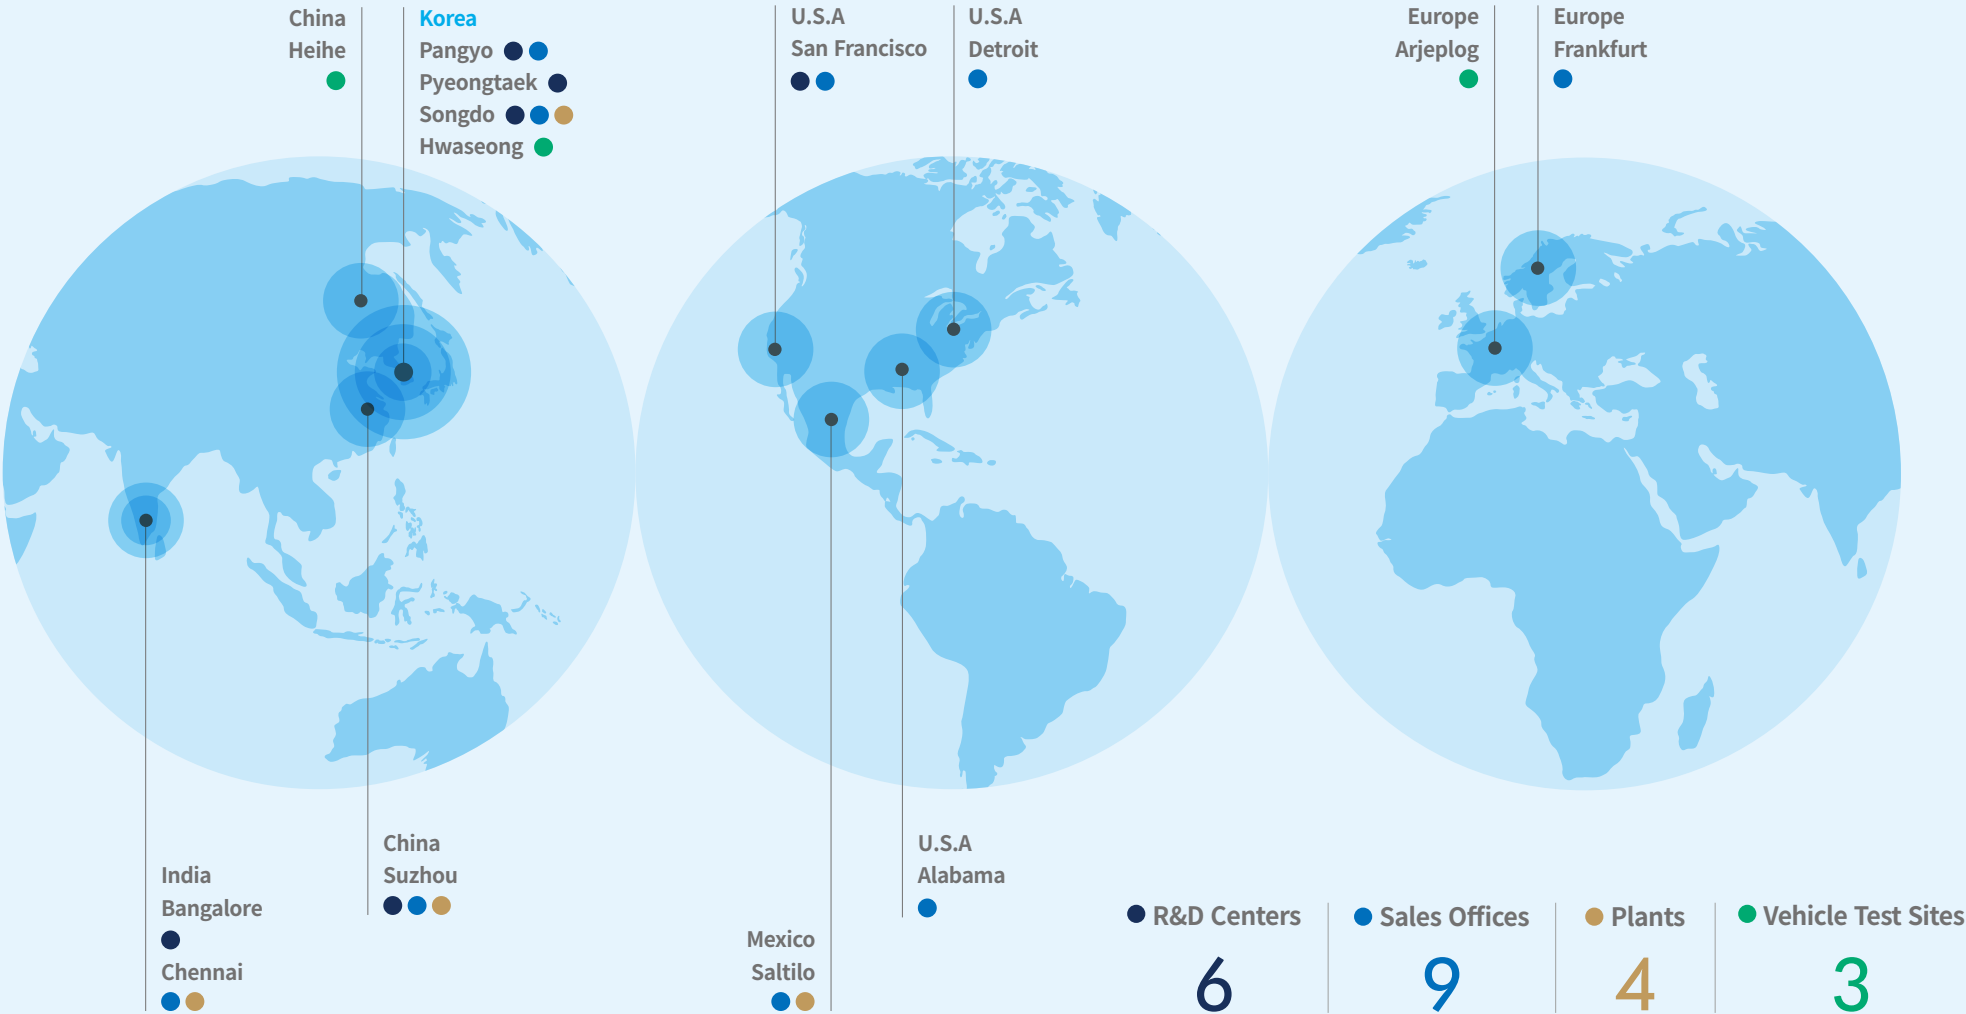 China
Heihe
Korea
Pangyo
Pyeongtaek
Songdo
Hwaseong
U.S.A
San Francisco
U.S.A
Detroit
Europe
Arjeplog
Europe
Frankfurt
India
Bangalore
Chennai
China
Suzhou
Mexico
Saltilo
U.S.A
Alabama
R&D Centers
6
Sales Offices
9
Plants
4
Vehicle Test Sites
3